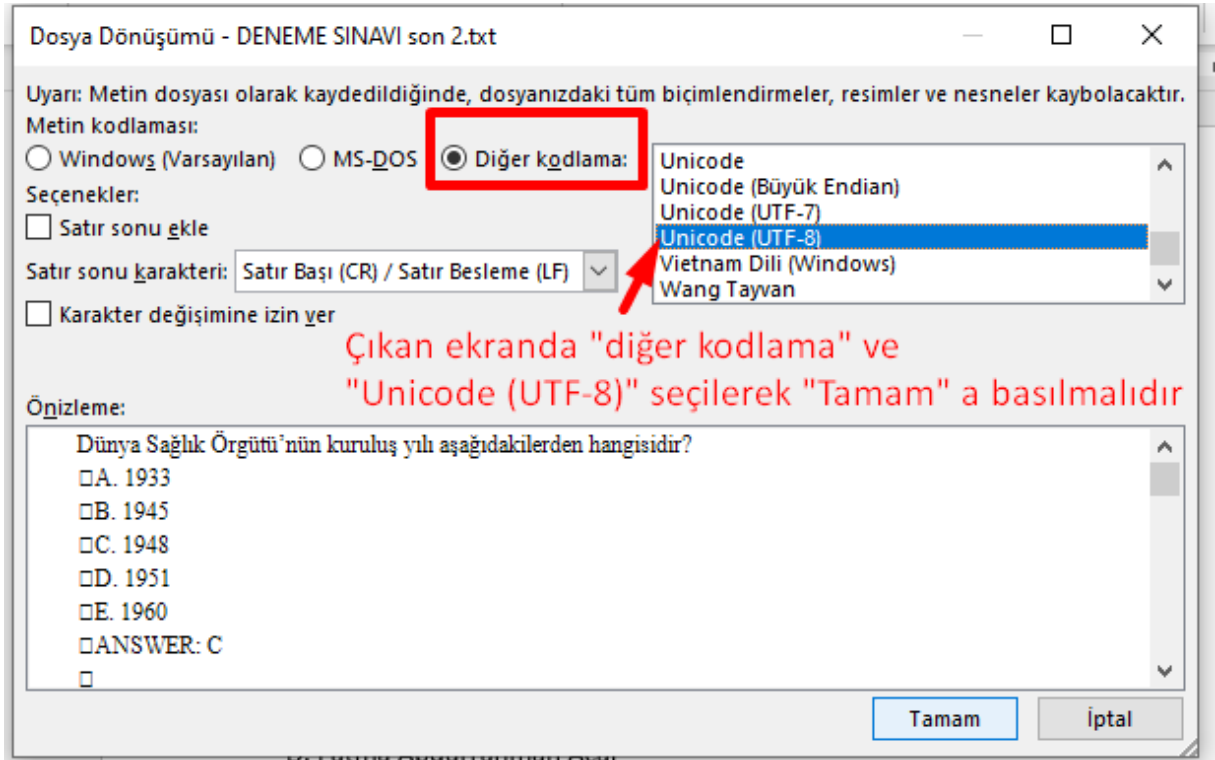 Dosya Dönüşümü - DENEME SINAVI son 2.txt
Uyarı: Metin dosyası olarak kaydedildiğinde, dosyanızdaki tüm biçimlendirmeler, resimler ve nesneler kaybolacaktır.
Metin kodlaması:
Windows (Varsayılan) MS-DOS Diğer kodlama:
Unicode
Unicode (Büyük Endian)
Unicode (UTF-7)
Unicode (UTF-8)
Vietnam Dili (Windows)
Wang Tayvan
Seçenekler:
Satır sonu ekle
Satır sonu karakteri: Satır Başı (CR) / Satır Besleme (LF)
Karakter değişimine izin ver
Çıkan ekranda "diğer kodlama" ve
"Unicode (UTF-8)" seçilerek "Tamam" a basılmalıdır
Önizleme:
Dünya Sağlık Örgütü’nün kuruluş yılı aşağıdakilerden hangisidir?
□A. 1933
□B. 1945
□C. 1948
□D. 1951
□E. 1960
□ANSWER: C
□
Tamam İptal